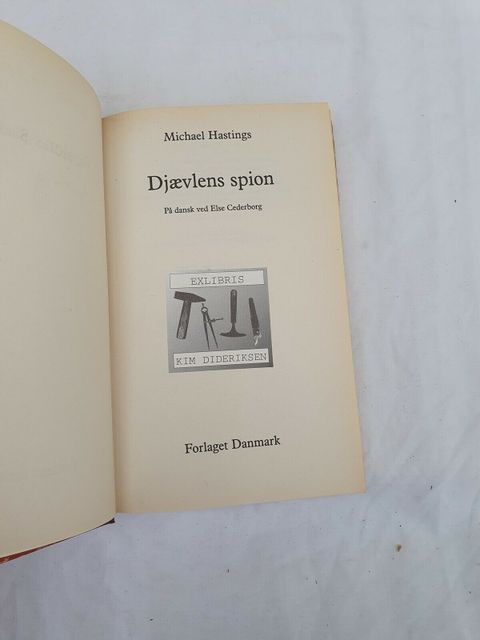 Michael Hastings
Djævlens spion
På dansk ved Else Cederborg
EXLIBRIS
KIM DIDERIKSEN
Forlaget Danmark